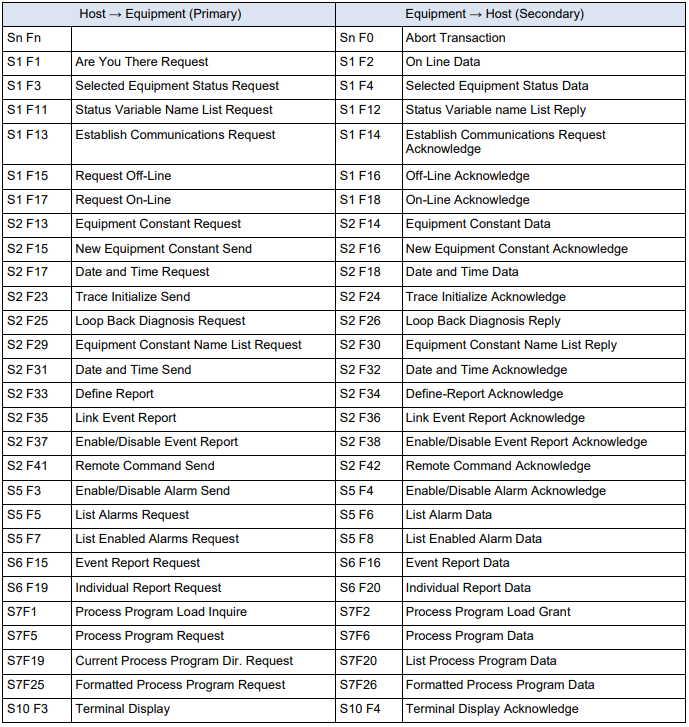 Host → Equipment (Primary) Equipment → Host (Secondary)
Sn Fn Sn F0 Abort Transaction
S1 F1 Are You There Request S1 F2 On Line Data
S1 F3 Selected Equipment Status Request S1 F4 Selected Equipment Status Data
S1 F11 Status Variable Name List Request S1 F12 Status Variable name List Reply
S1 F13 Establish Communications Request S1 F14 Establish Communications Request
Acknowledge
S1 F15 Request Off-Line S1 F16 Off-Line Acknowledge
S1 F17 Request On-Line S1 F18 On-Line Acknowledge
S2 F13 Equipment Constant Request S2 F14 Equipment Constant Data
S2 F15 New Equipment Constant Send S2 F16 New Equipment Constant Acknowledge
S2 F17 Date and Time Request S2 F18 Date and Time Data
S2 F23 Trace Initialize Send S2 F24 Trace Initialize Acknowledge
S2 F25 Loop Back Diagnosis Request S2 F26 Loop Back Diagnosis Reply
S2 F29 Equipment Constant Name List Request S2 F30 Equipment Constant Name List Reply
S2 F31 Date and Time Send S2 F32 Date and Time Acknowledge
S2 F33 Define Report S2 F34 Define-Report Acknowledge
S2 F35 Link Event Report S2 F36 Link Event Report Acknowledge
S2 F37 Enable/Disable Event Report S2 F38 Enable/Disable Event Report Acknowledge
S2 F41 Remote Command Send S2 F42 Remote Command Acknowledge
S5 F3 Enable/Disable Alarm Send S5 F4 Enable/Disable Alarm Acknowledge
S5 F5 List Alarms Request S5 F6 List Alarm Data
S5 F7 List Enabled Alarms Request S5 F8 List Enabled Alarm Data
S6 F15 Event Report Request S6 F16 Event Report Data
S6 F19 Individual Report Request S6 F20 Individual Report Data
S7F1 Process Program Load Inquire S7F2 Process Program Load Grant
S7F5 Process Program Request S7F6 Process Program Data
S7F19 Current Process Program Dir. Request S7F20 List Process Program Data
S7F25 Formatted Process Program Request S7F26 Formatted Process Program Data
S10 F3 Terminal Display S10 F4 Terminal Display Acknowledge